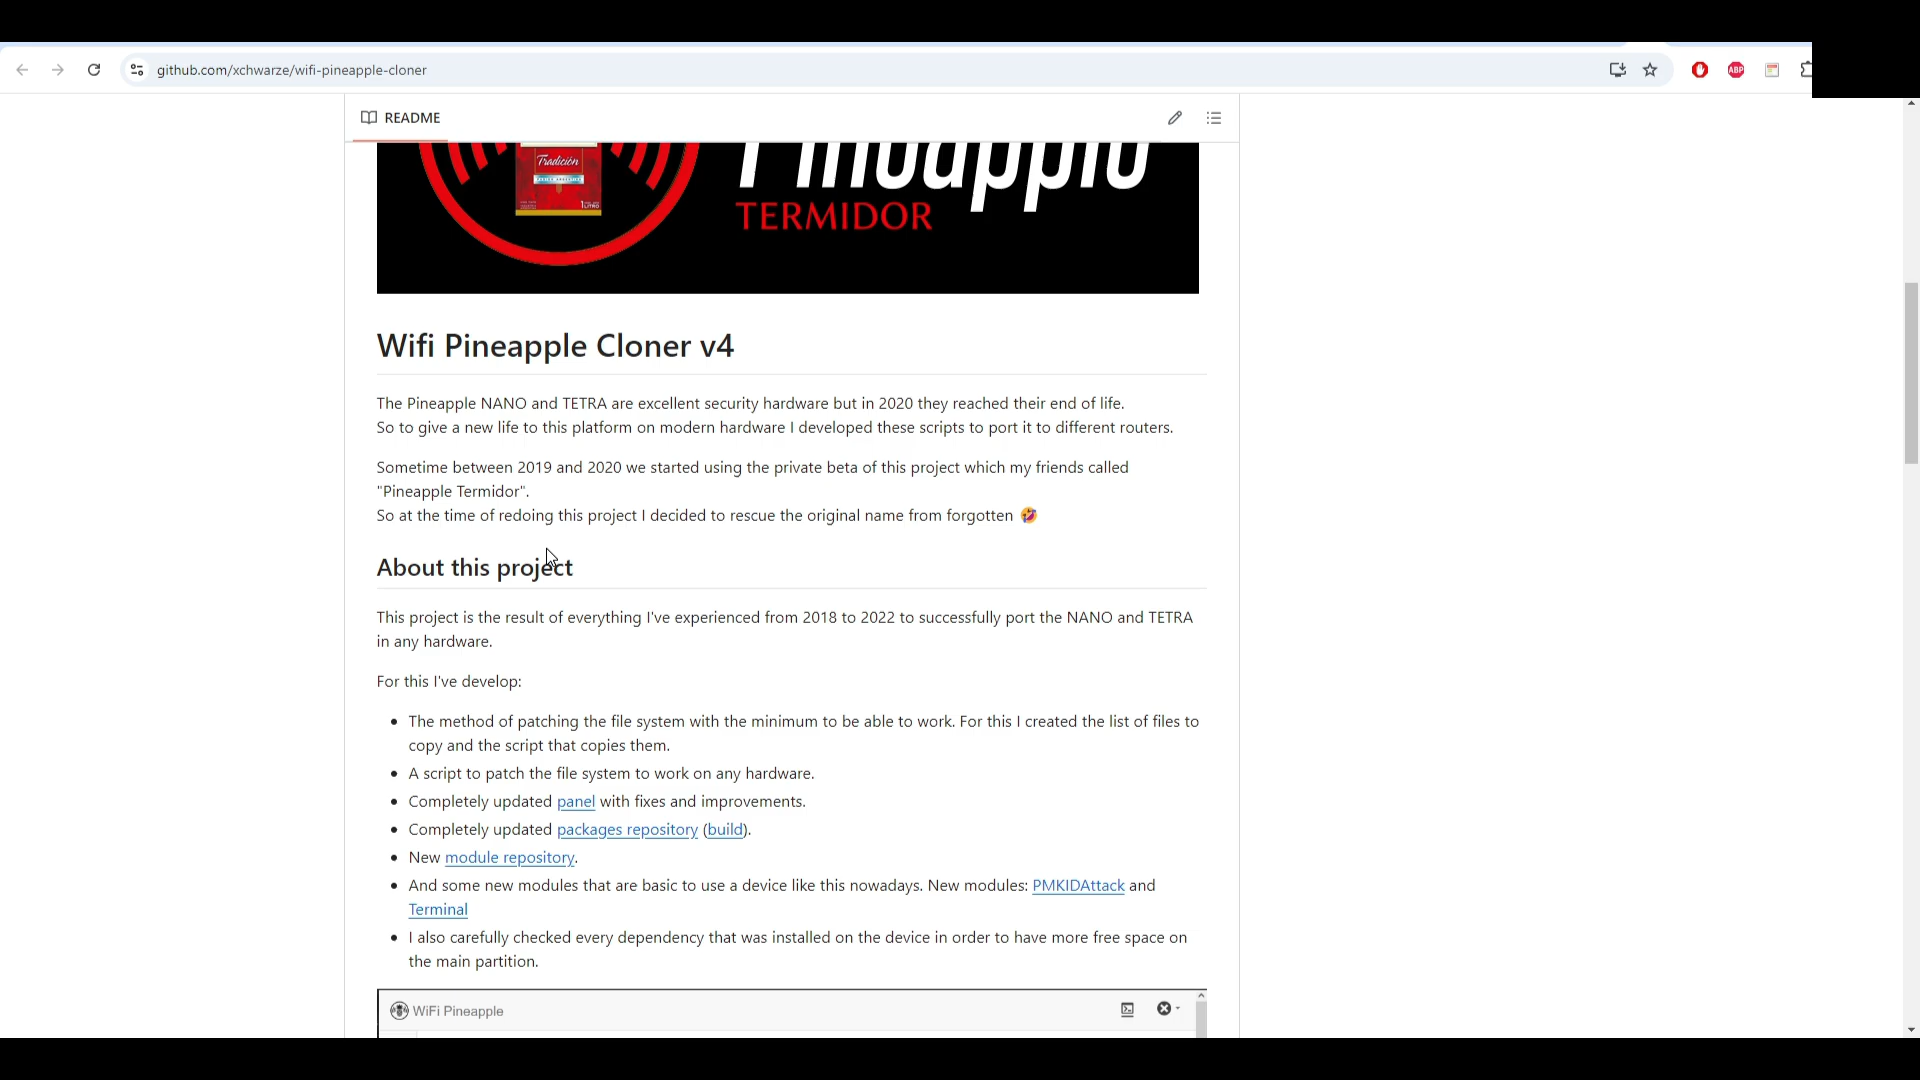 github.com/xchwarze/wifi-pineapple-cloner
ABP
README
Tradición
1 LITRO
TERMIDOR
Wifi Pineapple Cloner v4
The Pineapple NANO and TETRA are excellent security hardware but in 2020 they reached their end of life.
So to give a new life to this platform on modern hardware I developed these scripts to port it to different routers.
Sometime between 2019 and 2020 we started using the private beta of this project which my friends called
"Pineapple Termidor".
So at the time of redoing this project I decided to rescue the original name from forgotten 🤣
About this project
This project is the result of everything I've experienced from 2018 to 2022 to successfully port the NANO and TETRA
in any hardware.
For this I've develop:
• The method of patching the file system with the minimum to be able to work. For this I created the list of files to
copy and the script that copies them.
• A script to patch the file system to work on any hardware.
• Completely updated panel with fixes and improvements.
• Completely updated packages repository (build).
• New module repository.
• And some new modules that are basic to use a device like this nowadays. New modules: PMKIDAttack and
Terminal
• I also carefully checked every dependency that was installed on the device in order to have more free space on
the main partition.
WiFi Pineapple